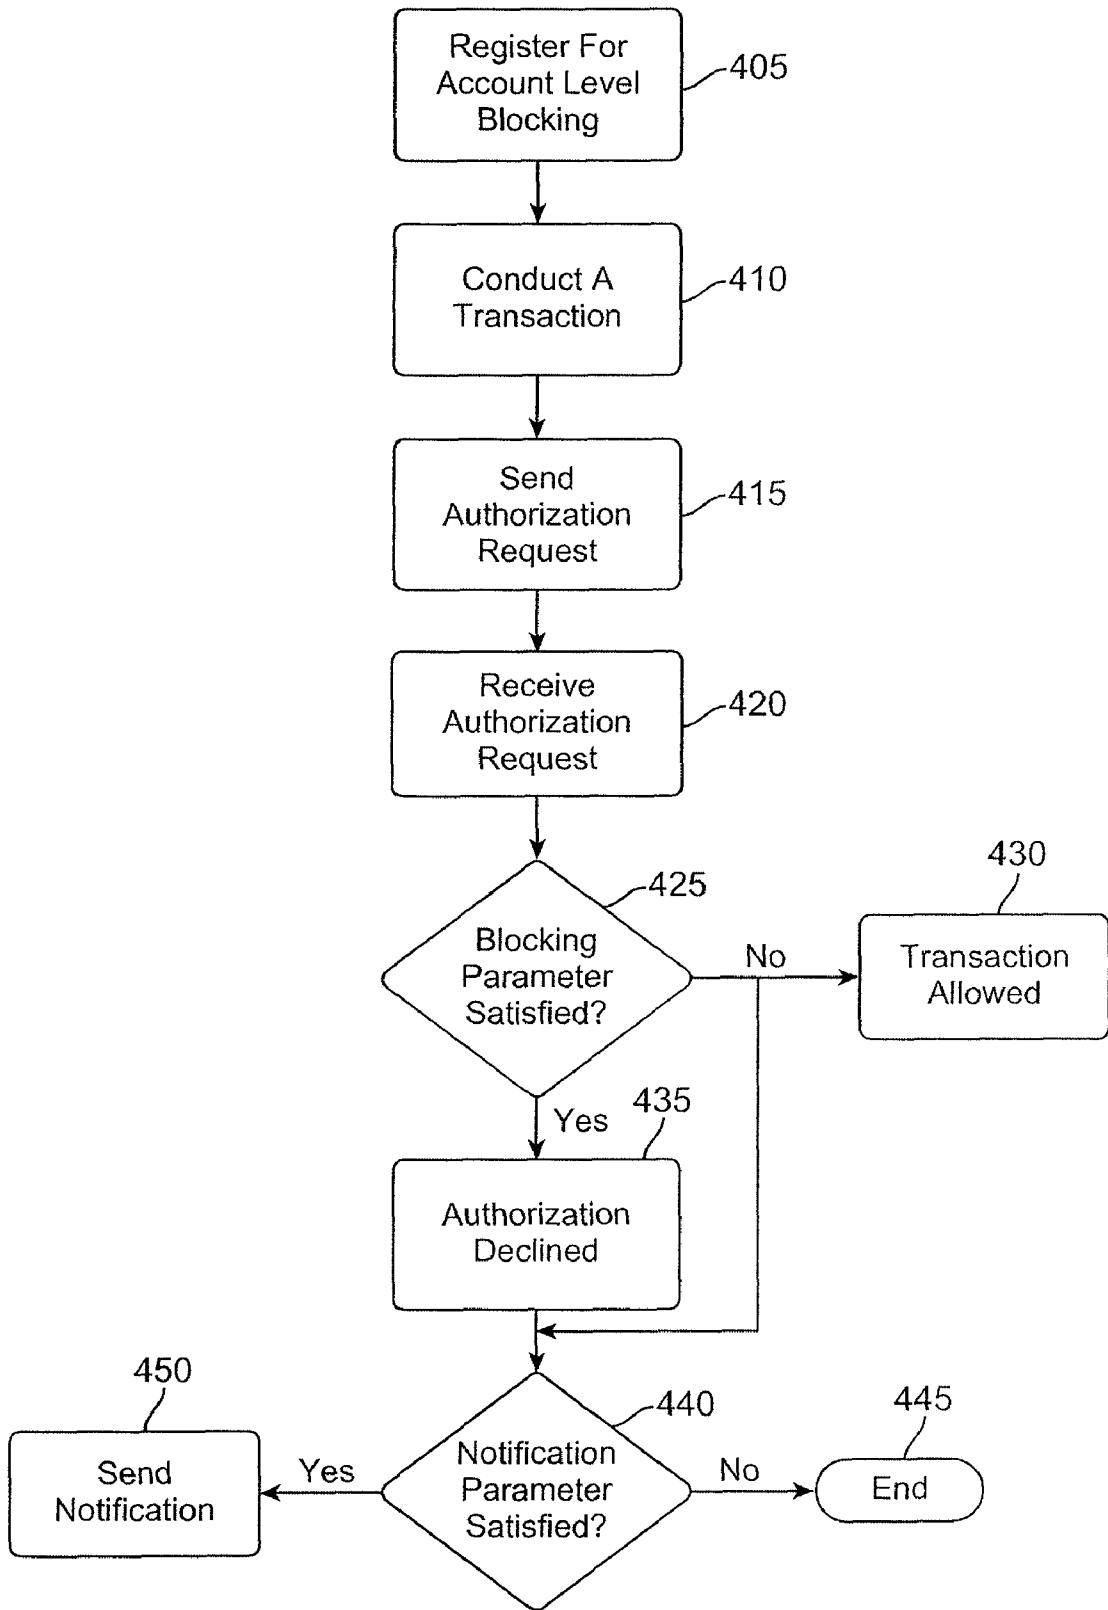 Register For
Account Level
Blocking
405
Conduct A
Transaction
410
Send
Authorization
Request
415
Receive
Authorization
Request
420
425
Blocking
Parameter
Satisfied?
No
430
Transaction
Allowed
Yes
435
Authorization
Declined
440
Notification
Parameter
Satisfied?
Yes
450
Send
Notification
No
445
End